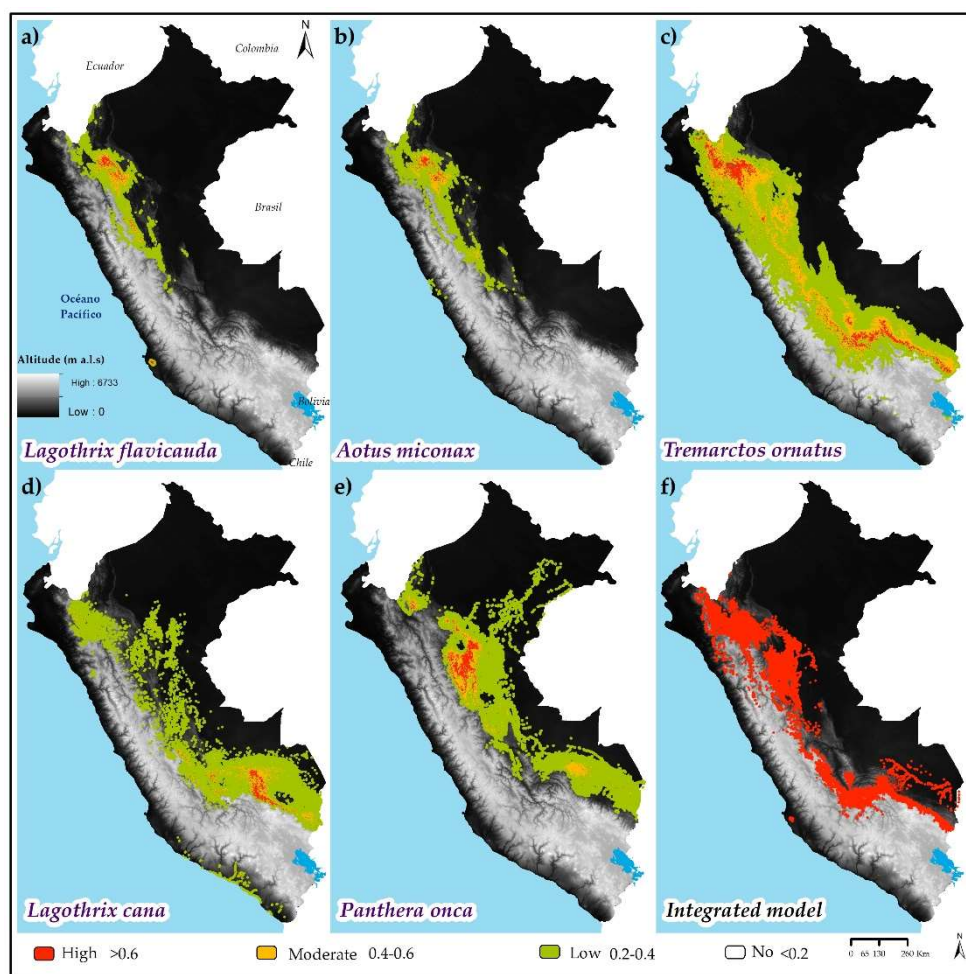 a)
N
Colombia
Ecuador
Brasil
Océano
Pacífico
Altitude (m a.l.s)
High : 6733
Low : 0
Bolivia
Chile
Lagothrix flavicauda
b)
Aotus miconax
c)
Tremarctos ornatus
d)
Lagothrix cana
e)
Panthera onca
f)
Integrated model
High >0.6
Moderate 0.4-0.6
Low 0.2-0.4
No <0.2
0 65 130 260 Km
N